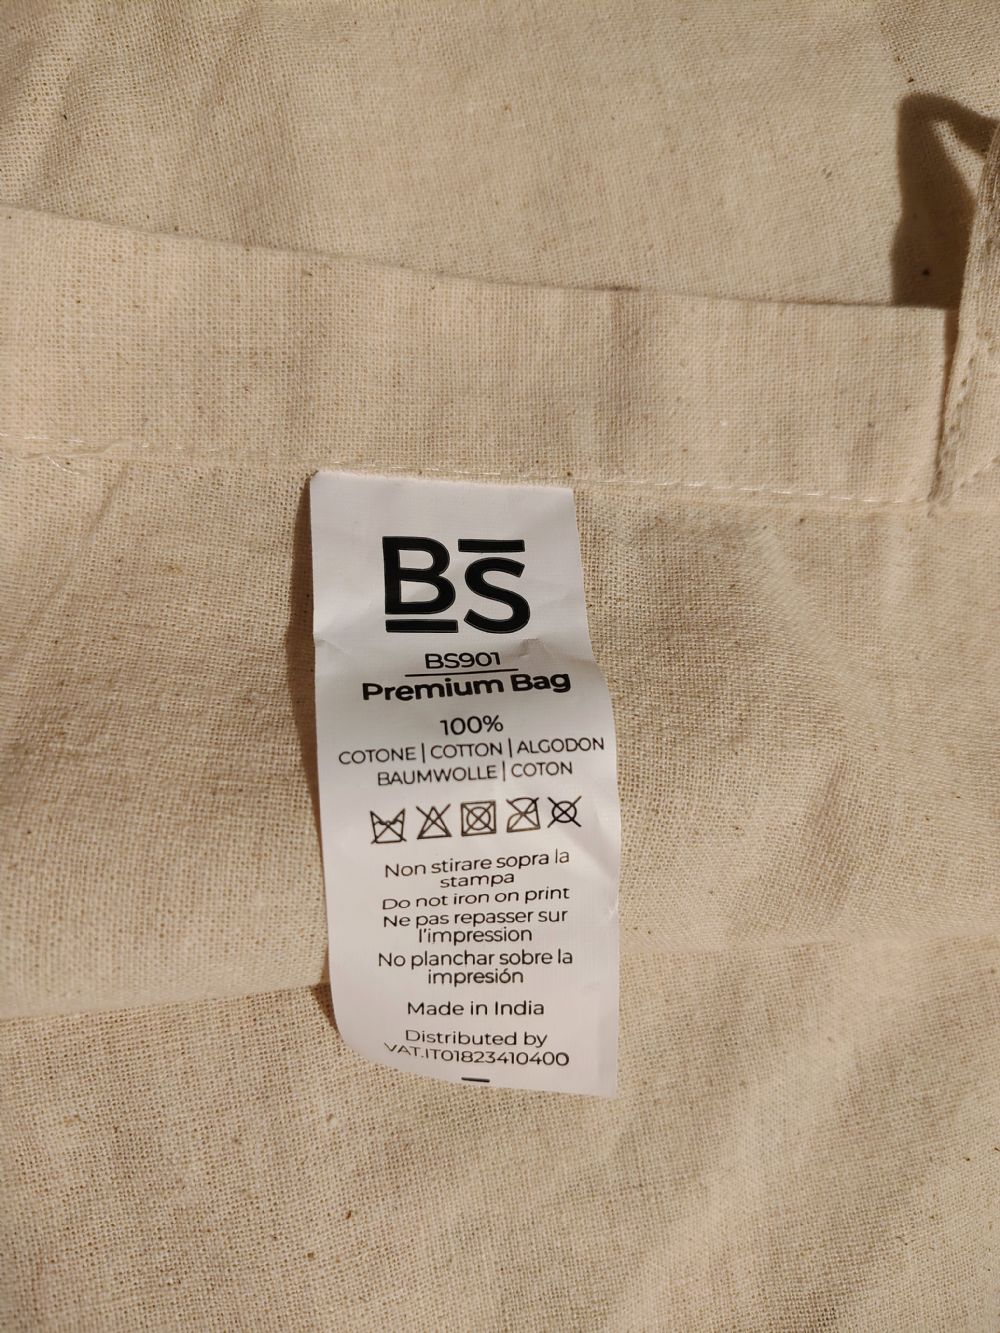 BS
BS901
Premium Bag
100%
COTONE | COTTON | ALGODON
BAUMWOLLE | COTON
Non stirare sopra la
stampa
Do not iron on print
Ne pas repasser sur
l'impression
No planchar sobre la
impresión
Made in India
Distributed by
VAT.IT01823410400